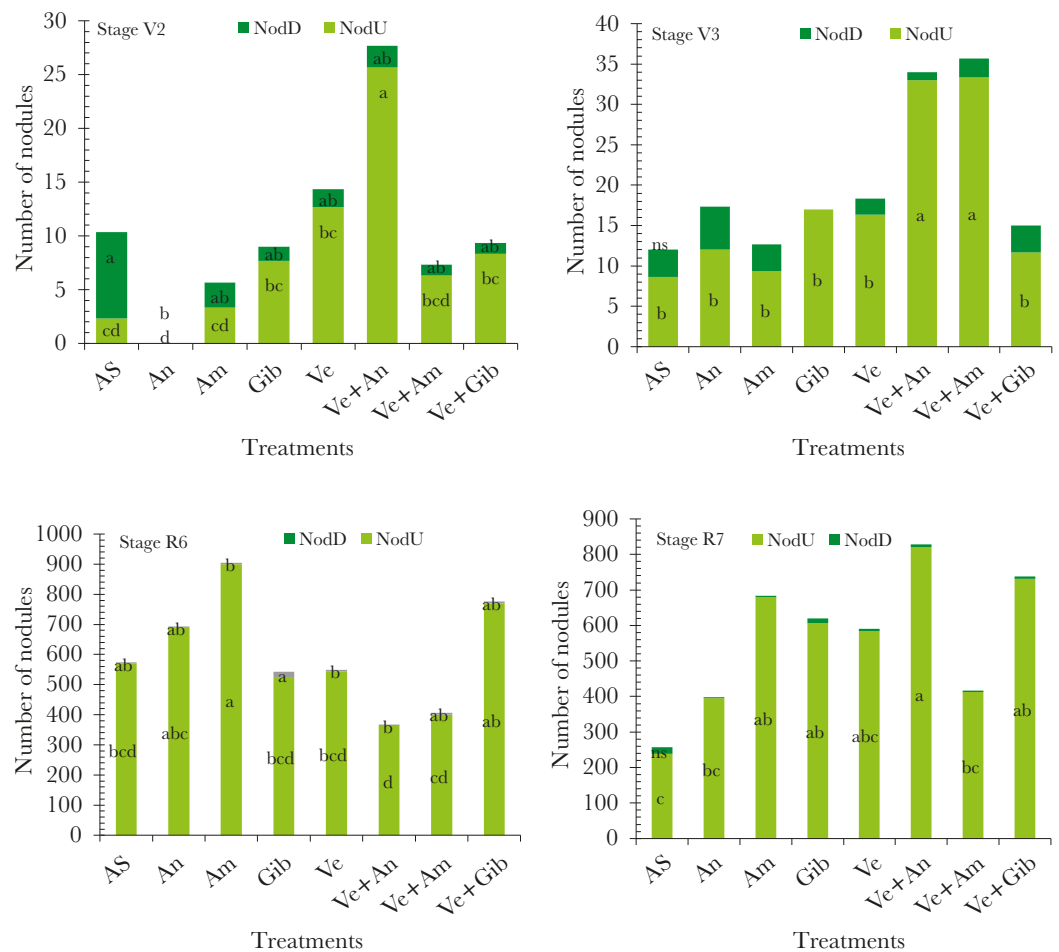 Stage V2
NodD NodU
Number of nodules
30
25
20
15
10
5
0
a
cd
b
d
ab
cd
ab
bc
ab
bc
ab
a
ab
bcd
ab
bc
AS An Am Gib Ve Ve+An Ve+Am Ve+Gib
Treatments
Stage V3
NodD NodU
Number of nodules
40
35
30
25
20
15
10
5
0
ns
b
b
b
b
b
a
a
b
AS An Am Gib Ve Ve+An Ve+Am Ve+Gib
Treatments
Stage R6
NodD NodU
Number of nodules
1000
900
800
700
600
500
400
300
200
100
0
ab
bcd
ab
abc
b
a
a
bcd
b
bcd
b
d
ab
cd
ab
ab
AS An Am Gib Ve Ve+An Ve+Am Ve+Gib
Treatments
Stage R7
NodU NodD
Number of nodules
900
800
700
600
500
400
300
200
100
0
ns
c
bc
ab
ab
abc
a
bc
ab
AS An Am Gib Ve Ve+An Ve+Am Ve+Gib
Treatments